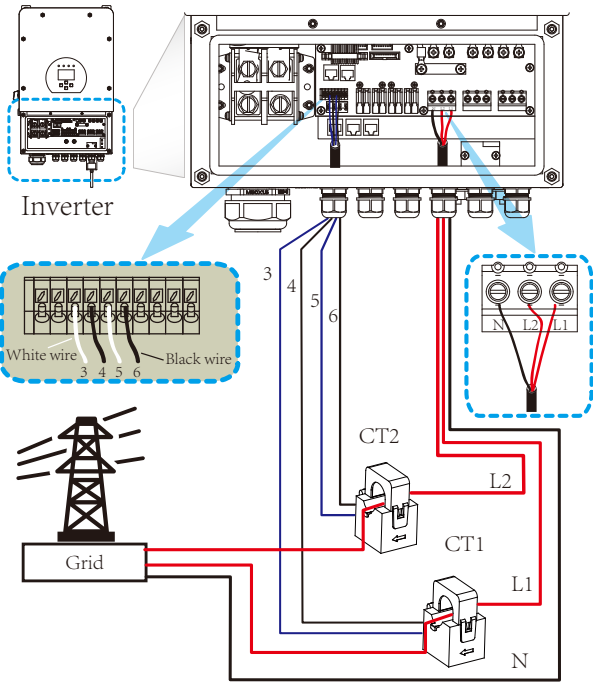 Inverter
3
4
5
6
White wire
3
4
5
6
Black wire
N
L2
L1
CT2
L2
CT1
Grid
L1
N